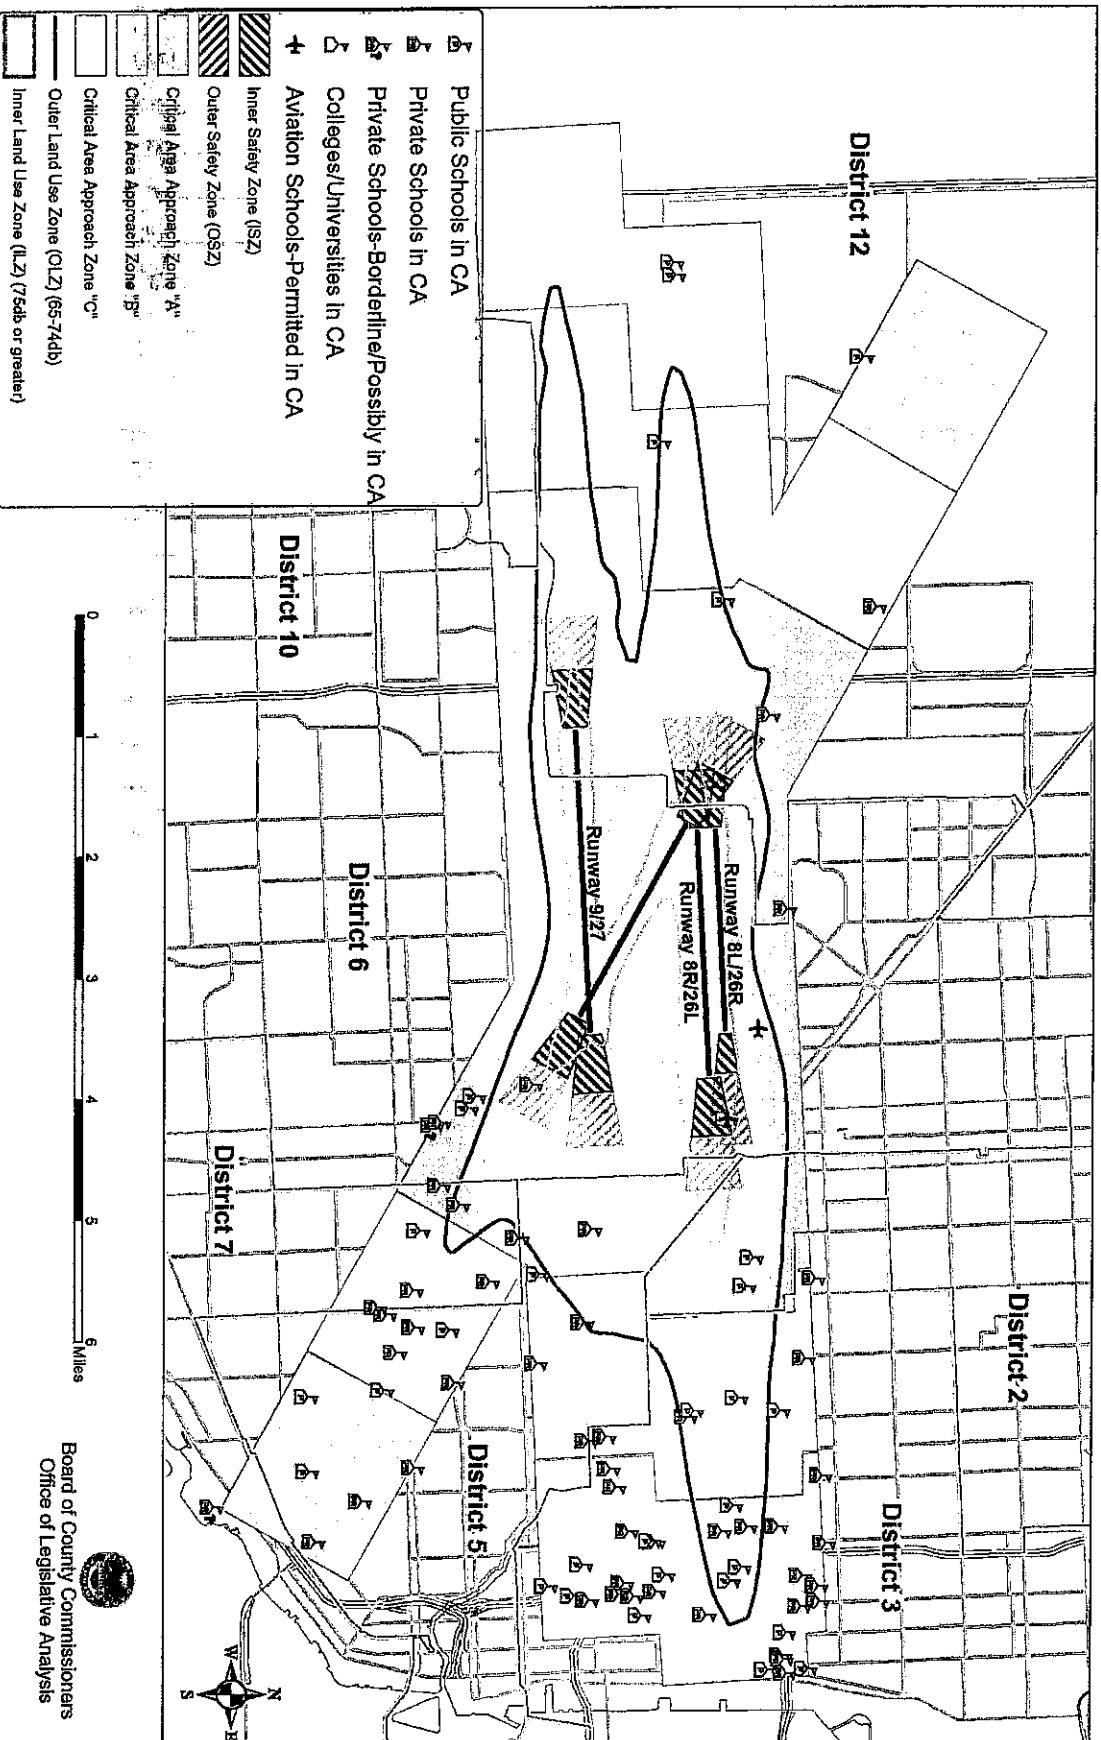 District 12
District 2
District 3
Runway 8L/26R
Runway 8R/26L
Runway 9/27
District 5
District 10
District 6
District 7
Public Schools in CA
Private Schools in CA
Private Schools-Borderline/Possibly in CA
Colleges/Universities in CA
Aviation Schools-Permitted in CA
Inner Safety Zone (ISZ)
Outer Safety Zone (OSZ)
Critical Area Approach Zone "A"
Critical Area Approach Zone "B"
Critical Area Approach Zone "C"
Outer Land Use Zone (OLZ) (65-74db)
Inner Land Use Zone (ILZ) (75db or greater)
0 1 2 3 4 5 6
Miles
N
W E
S
Board of County Commissioners
Office of Legislative Analysis